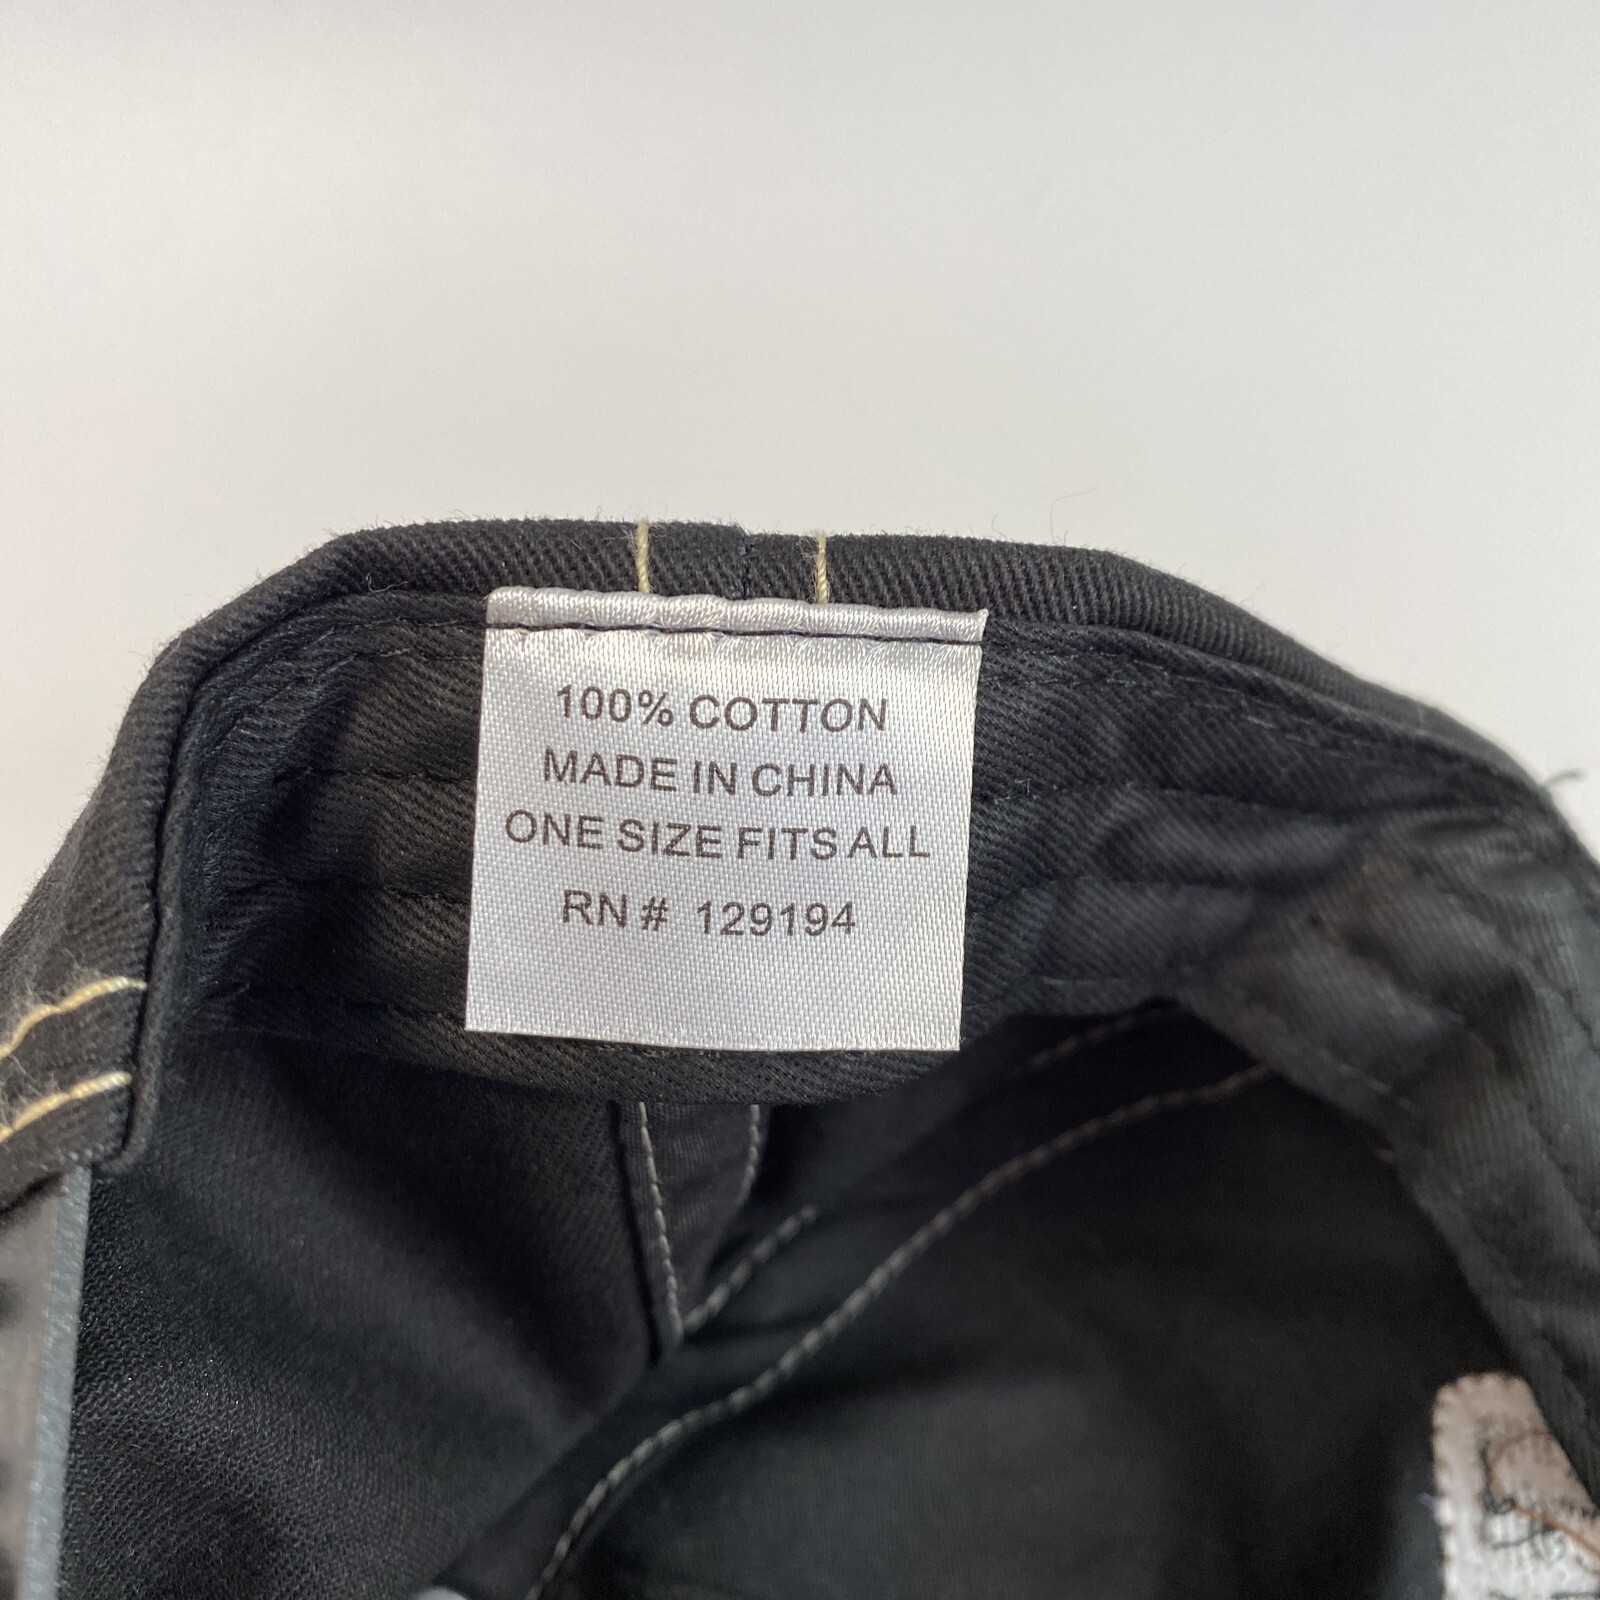 100% COTTON
MADE IN CHINA
ONE SIZE FITS ALL
RN # 129194